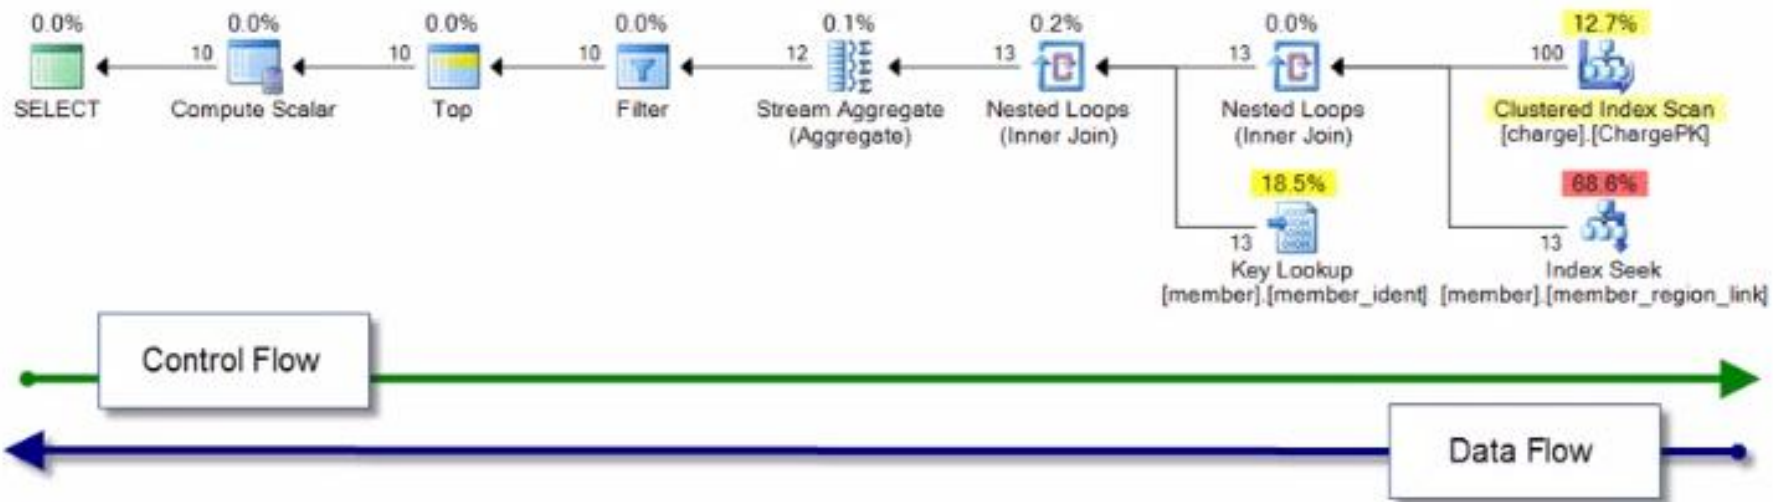 0.0% 0.0% 0.0% 0.0% 0.1% 0.2% 0.0% 12.7%
10 10 10 12 13 13 100
SELECT Compute Scalar Top Filter Stream Aggregate Nested Loops Nested Loops Clustered Index Scan
(Aggregate) (Inner Join) (Inner Join) [charge].[ChargePK]
18.5% 68.6%
13 13
Key Lookup Index Seek
[member].[member_ident] [member].[member_region_link]
Control Flow
Data Flow